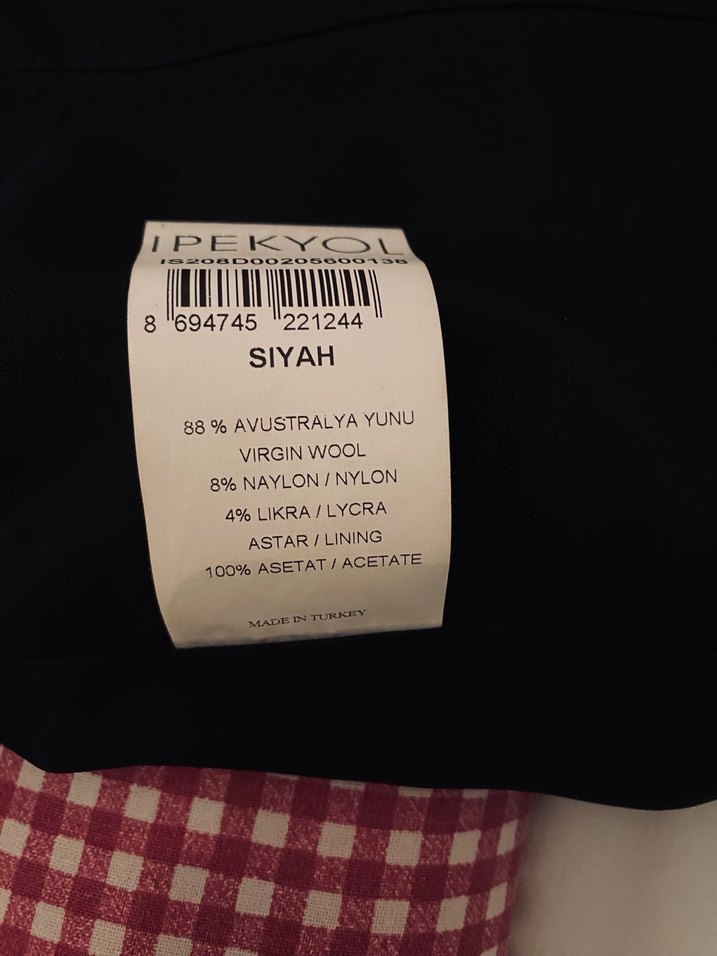 IPEKYOL
IS208D00205600136
8 694745 221244
SIYAH
88 % AVUSTRALYA YUNU
VIRGIN WOOL
8% NAYLON / NYLON
4% LIKRA / LYCRA
ASTAR / LINING
100% ASETAT / ACETATE
MADE IN TURKEY